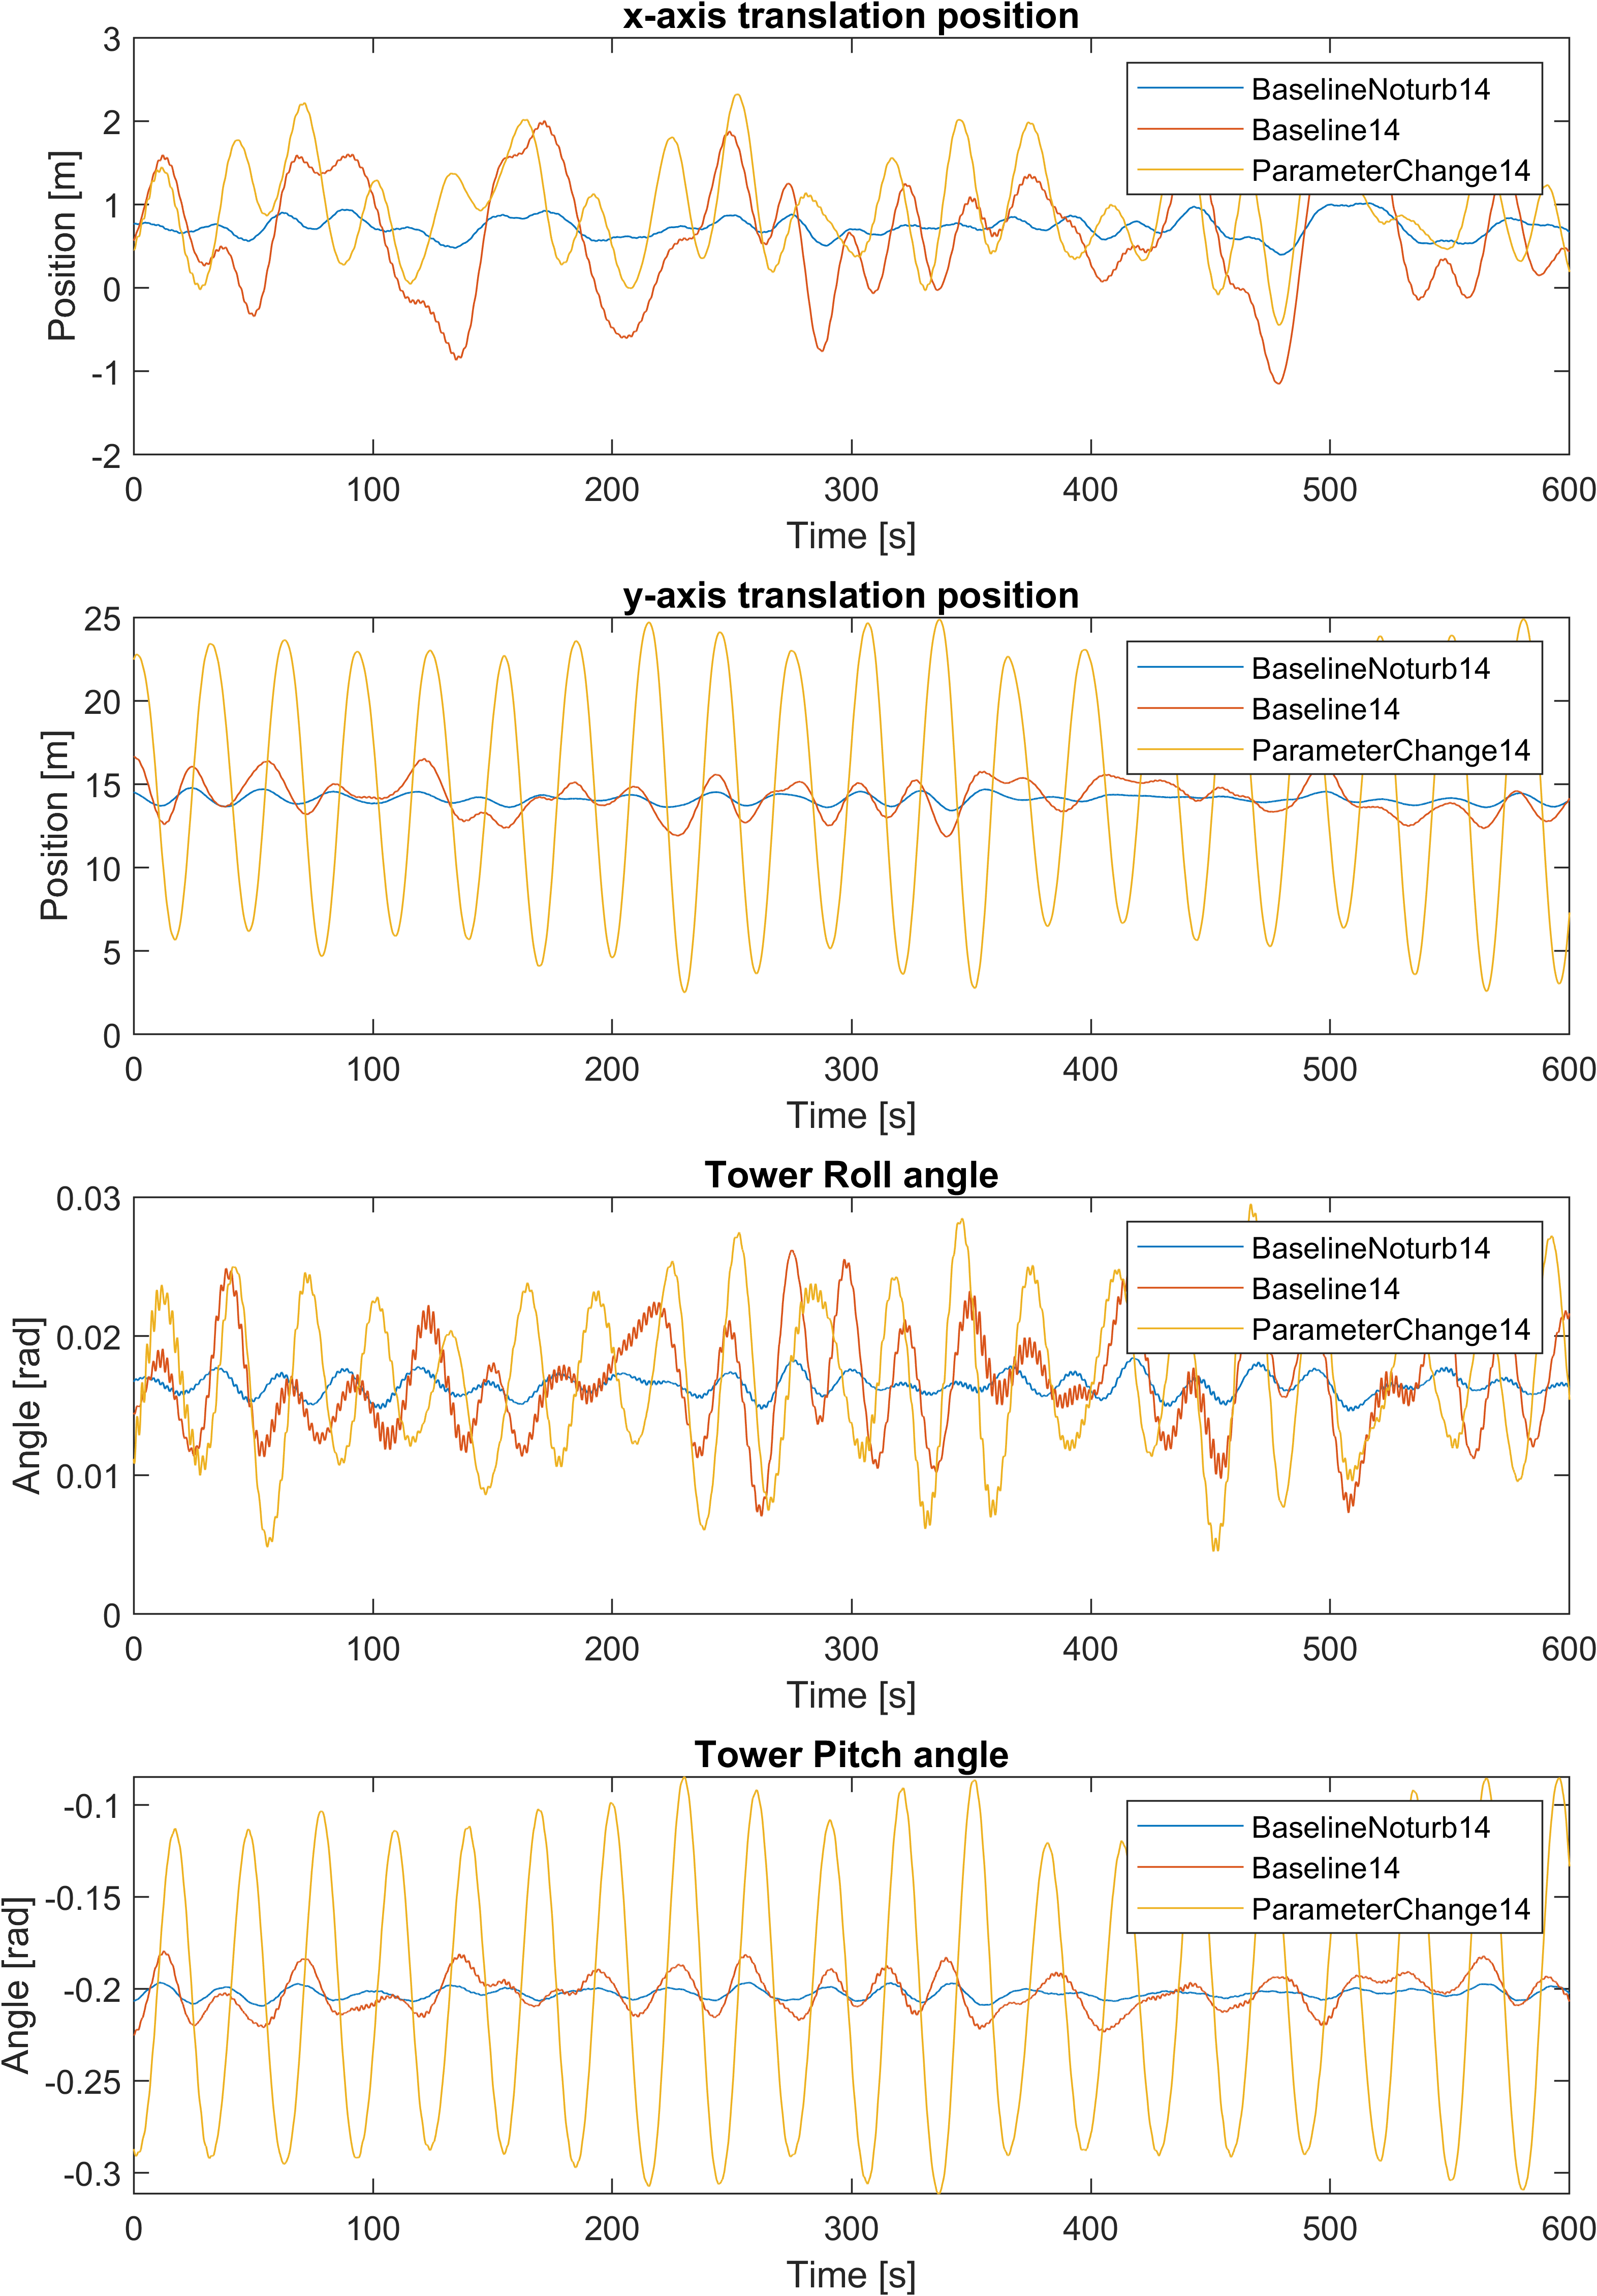 x-axis translation position
3
2
1
0
-1
-2
Position [m]
BaselineNoturb14
Baseline14
ParameterChange14
0 100 200 300 400 500 600
Time [s]
y-axis translation position
25
20
15
10
5
0
Position [m]
BaselineNoturb14
Baseline14
ParameterChange14
0 100 200 300 400 500 600
Time [s]
Tower Roll angle
0.03
0.02
0.01
0
Angle [rad]
BaselineNoturb14
Baseline14
ParameterChange14
0 100 200 300 400 500 600
Time [s]
Tower Pitch angle
-0.1
-0.15
-0.2
-0.25
-0.3
Angle [rad]
BaselineNoturb14
Baseline14
ParameterChange14
0 100 200 300 400 500 600
Time [s]